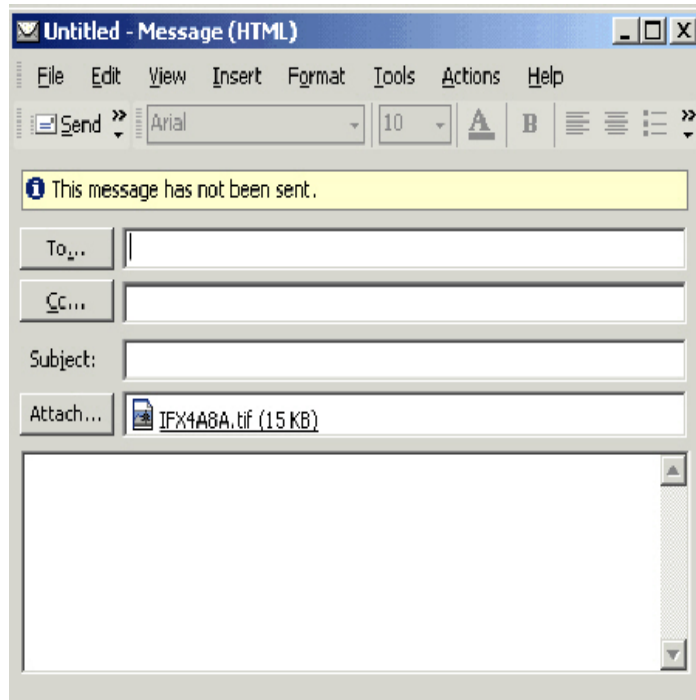 Untitled - Message (HTML)
File Edit View Insert Format Tools Actions Help
Send Arial 10 A B
This message has not been sent.
To...
Cc...
Subject:
Attach... IFX4A8A.tif (15 KB)